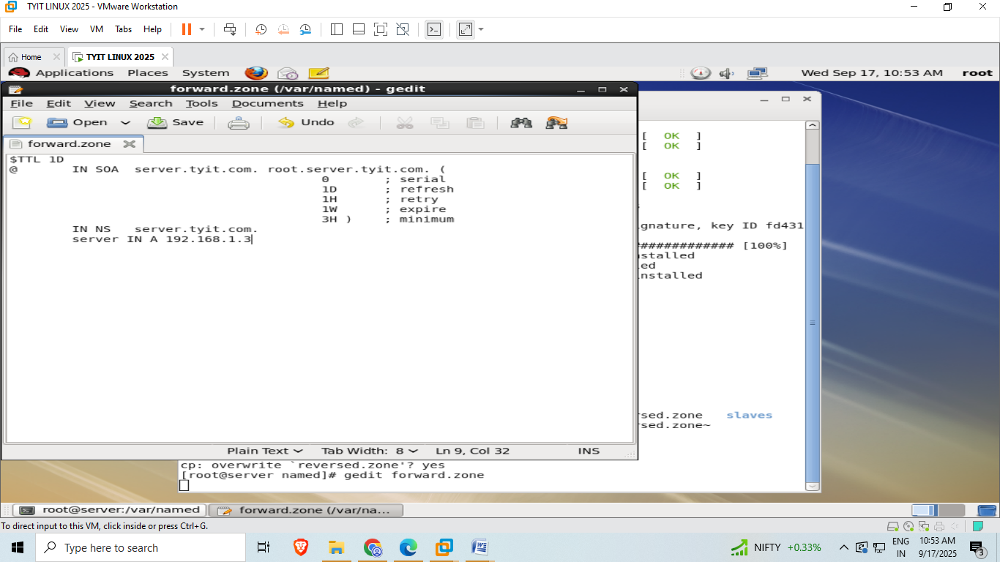 TYIT LINUX 2025 - VMware Workstation
File Edit View VM Tabs Help
Home TYIT LINUX 2025
Applications Places System Wed Sep 17, 10:53 AM root
forward.zone (/var/named) - gedit
File Edit View Search Tools Documents Help
Open Save Undo
forward.zone
$TTL 1D
@ IN SOA server.tyit.com. root.server.tyit.com. (
0 ; serial
1D ; refresh
1H ; retry
1W ; expire
3H ) ; minimum
IN NS server.tyit.com.
server IN A 192.168.1.3
Plain Text Tab Width: 8 Ln 9, Col 32 INS
[ OK ]
[ OK ]
[ OK ]
[ OK ]
gnature, key ID fd431
############ [100%]
nstalled
ed
nstalled
rsed.zone slaves
rsed.zone~
cp: overwrite `reversed.zone'? yes
[root@server named]# gedit forward.zone
root@server:/var/named forward.zone (/var/na...
To direct input to this VM, click inside or press Ctrl+G.
Type here to search NIFTY +0.33% ENG IN 10:53 AM 9/17/2025 3